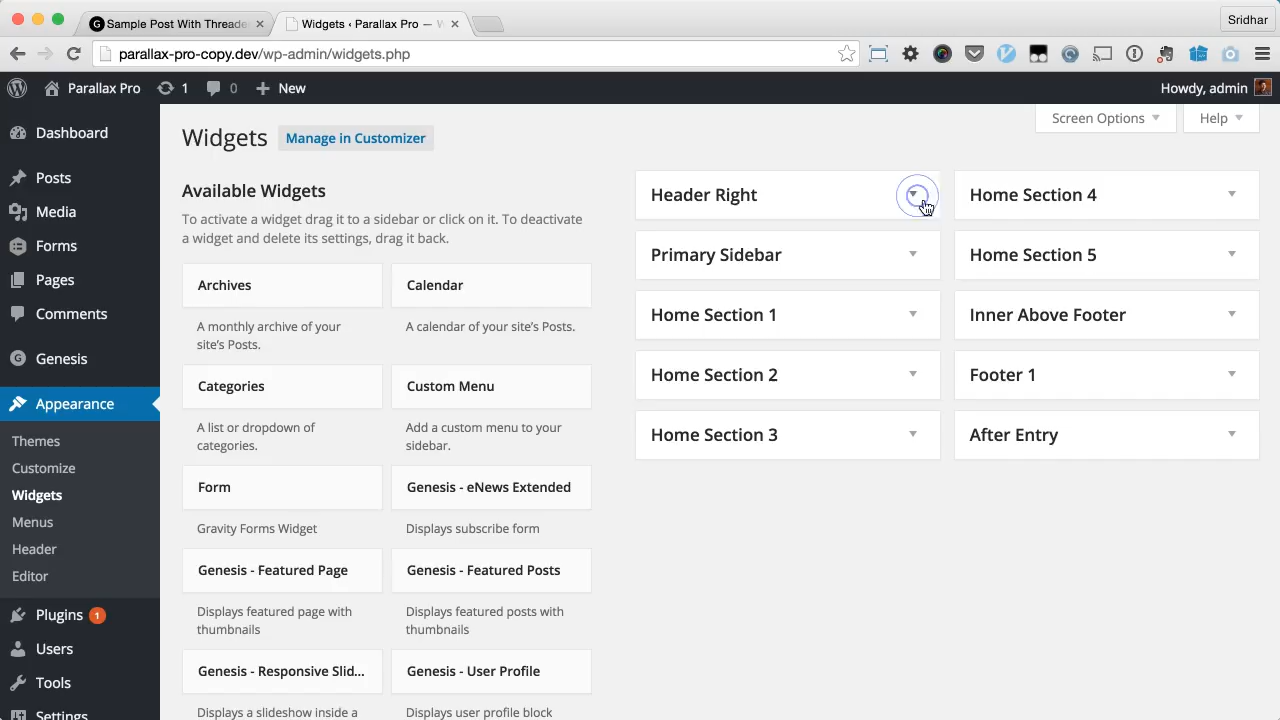 Sample Post With Threade
Widgets ‹ Parallax Pro —
Sridhar
parallax-pro-copy.dev/wp-admin/widgets.php
Parallax Pro
1
0
New
Howdy, admin
Dashboard
Posts
Media
Forms
Pages
Comments
Genesis
Appearance
Themes
Customize
Widgets
Menus
Header
Editor
Plugins 1
Users
Tools
Settings
Screen Options
Help
Widgets
Manage in Customizer
Available Widgets
To activate a widget drag it to a sidebar or click on it. To deactivate
a widget and delete its settings, drag it back.
Archives
A monthly archive of your
site's Posts.
Calendar
A calendar of your site's Posts.
Categories
A list or dropdown of
categories.
Custom Menu
Add a custom menu to your
sidebar.
Form
Gravity Forms Widget
Genesis - eNews Extended
Displays subscribe form
Genesis - Featured Page
Displays featured page with
thumbnails
Genesis - Featured Posts
Displays featured posts with
thumbnails
Genesis - Responsive Slid...
Displays a slideshow inside a
Genesis - User Profile
Displays user profile block
Header Right
Primary Sidebar
Home Section 1
Home Section 2
Home Section 3
Home Section 4
Home Section 5
Inner Above Footer
Footer 1
After Entry